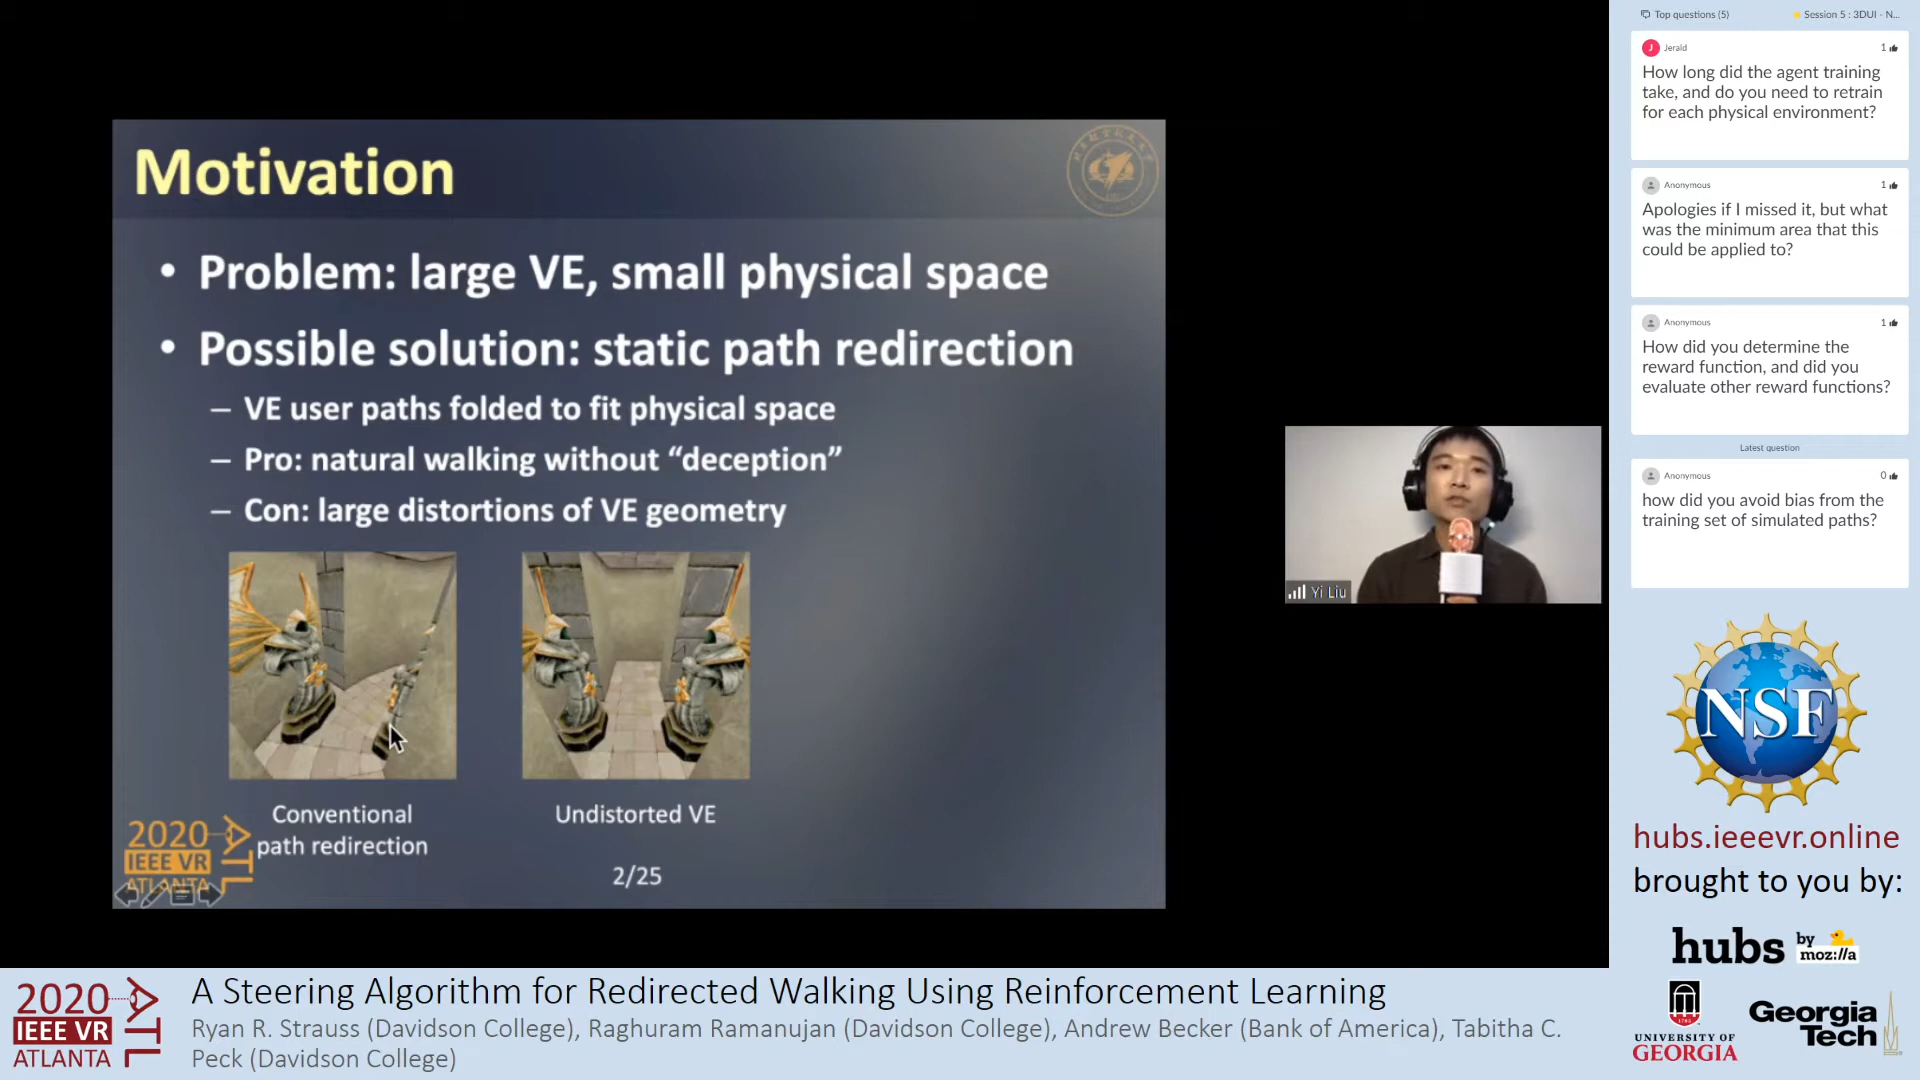 Motivation
• Problem: large VE, small physical space
• Possible solution: static path redirection
– VE user paths folded to fit physical space
– Pro: natural walking without “deception”
– Con: large distortions of VE geometry
Conventional
path redirection
Undistorted VE
2020
IEEE VR
ATLANTA
ATL
2/25
Yi Liu
Top questions (5)
Session 5 : 3DUI - N...
J
Jerald
1
How long did the agent training
take, and do you need to retrain
for each physical environment?
Anonymous
1
Apologies if I missed it, but what
was the minimum area that this
could be applied to?
Anonymous
1
How did you determine the
reward function, and did you
evaluate other reward functions?
Latest question
Anonymous
0
how did you avoid bias from the
training set of simulated paths?
NSF
hubs.ieeevr.online
brought to you by:
hubs by
moz://a
UNIVERSITY OF
GEORGIA
Georgia
Tech
2020
IEEE VR
ATLANTA
ATL
A Steering Algorithm for Redirected Walking Using Reinforcement Learning
Ryan R. Strauss (Davidson College), Raghuram Ramanujan (Davidson College), Andrew Becker (Bank of America), Tabitha C.
Peck (Davidson College)